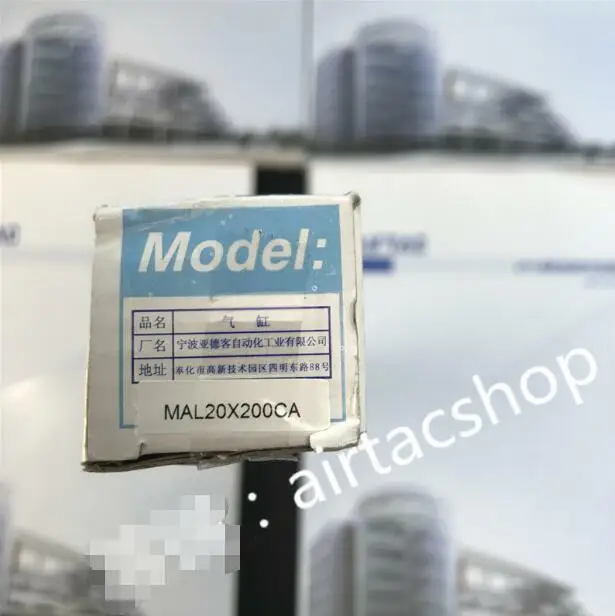 Model:
品名 气 缸
厂名 宁波亚德客自动化工业有限公司
地址 奉化市高新技术园区四明东路88号
MAL20X200CA
: airtacshop